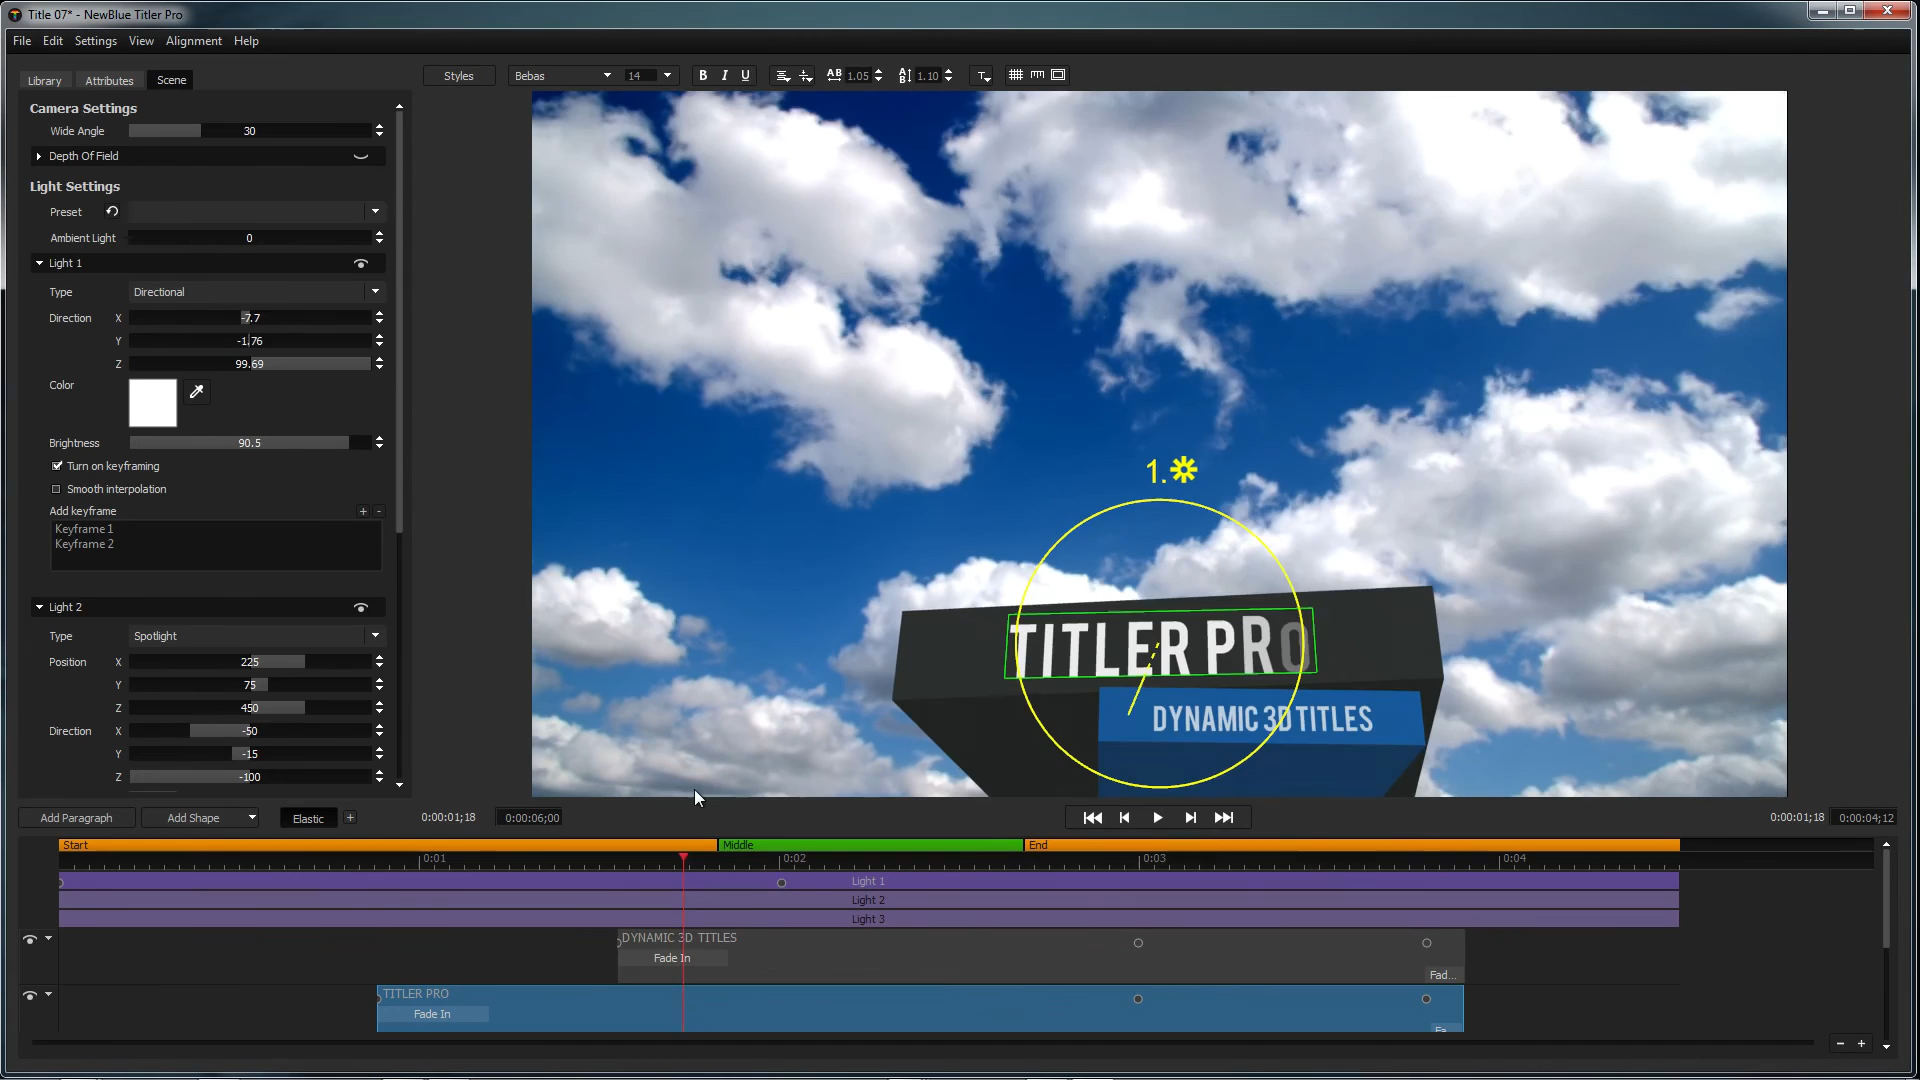 Title 07* - NewBlue Titler Pro
File Edit Settings View Alignment Help
Library Attributes Scene
Styles Bebas 14 B I U AB 1.05 1.10 T
Camera Settings
Wide Angle 30
Depth Of Field
Light Settings
Preset
Ambient Light 0
Light 1
Type Directional
Direction X -7.7
Y -1.76
Z 99.69
Color
Brightness 90.5
Turn on keyframing
Smooth interpolation
Add keyframe + -
Keyframe 1
Keyframe 2
Light 2
Type Spotlight
Position X 225
Y 75
Z 450
Direction X -50
Y -15
Z -100
1.
TITLER PRO
DYNAMIC 3D TITLES
Add Paragraph Add Shape Elastic + 0:00:01;18 0:00:06;00 0:00:01;18 0:00:04;12
Start Middle End
0:01 0:02 0:03 0:04
Light 1
Light 2
Light 3
DYNAMIC 3D TITLES
Fade In
Fad...
TITLER PRO
Fade In
Fa...
- +